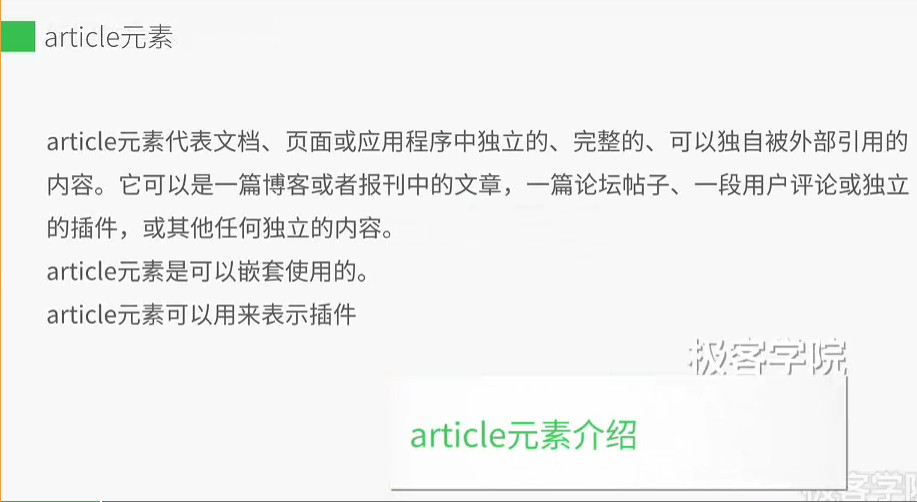 article元素
article元素代表文档、页面或应用程序中独立的、完整的、可以独自被外部引用的
内容。它可以是一篇博客或者报刊中的文章，一篇论坛帖子、一段用户评论或独立
的插件，或其他任何独立的内容。
article元素是可以嵌套使用的。
article元素可以用来表示插件
极客学院
article元素介绍
极客学院